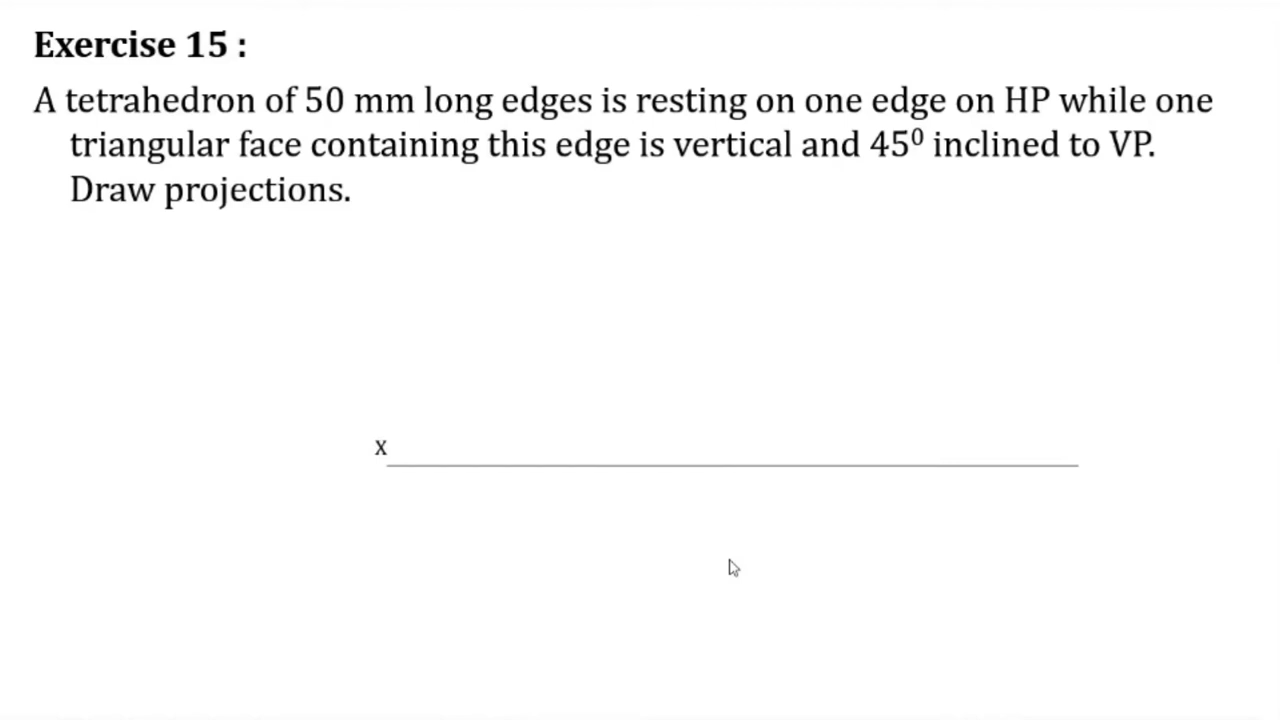 Exercise 15 :
A tetrahedron of 50 mm long edges is resting on one edge on HP while one
triangular face containing this edge is vertical and 45⁰ inclined to VP.
Draw projections.
x